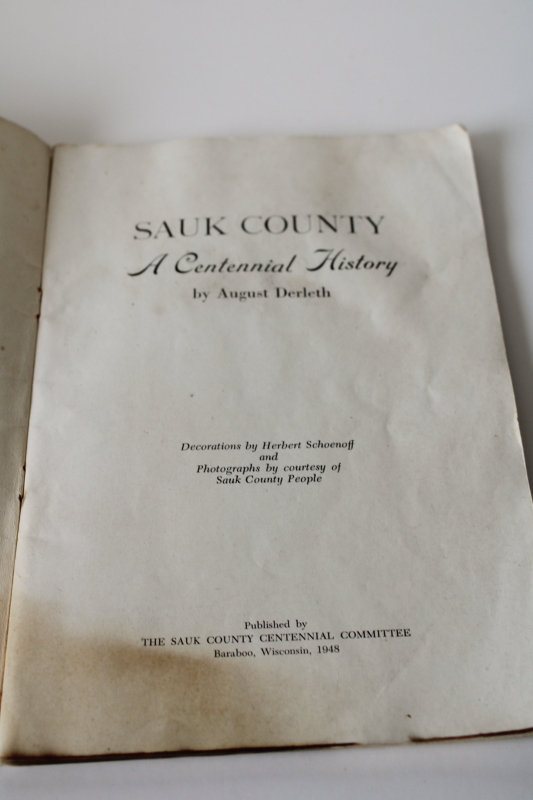 SAUK COUNTY
A Centennial History
by August Derleth
Decorations by Herbert Schoenoff
and
Photographs by courtesy of
Sauk County People
Published by
THE SAUK COUNTY CENTENNIAL COMMITTEE
Baraboo, Wisconsin, 1948